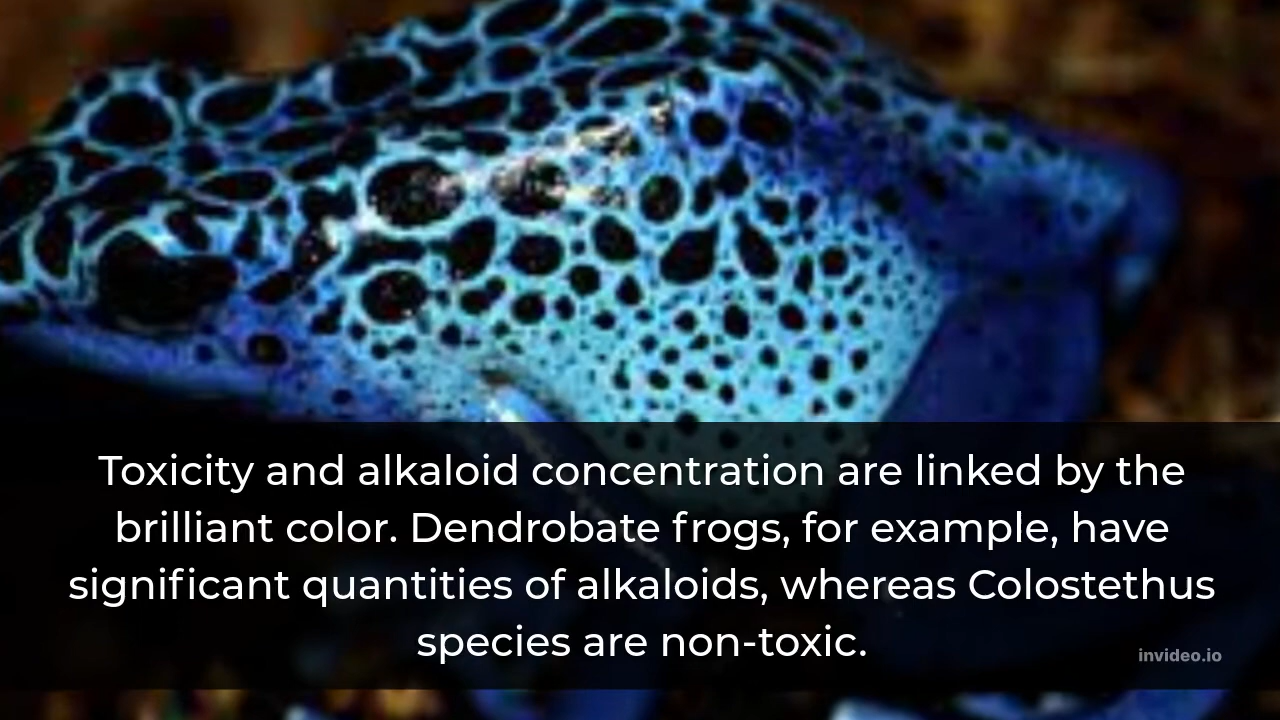 Toxicity and alkaloid concentration are linked by the
brilliant color. Dendrobate frogs, for example, have
significant quantities of alkaloids, whereas Colostethus
species are non-toxic.
invideo.io